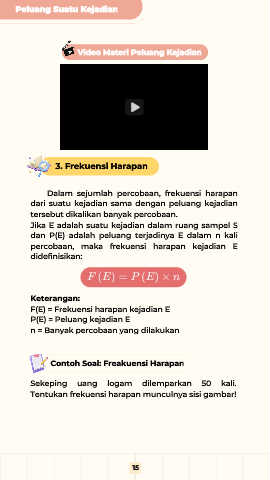 Peluang Suatu Kejadian
Video Materi Peluang Kejadian
3. Frekuensi Harapan
Dalam sejumlah percobaan, frekuensi harapan
dari suatu kejadian sama dengan peluang kejadian
tersebut dikalikan banyak percobaan.
Jika E adalah suatu kejadian dalam ruang sampel S
dan P(E) adalah peluang terjadinya E dalam n kali
percobaan, maka frekuensi harapan kejadian E
didefinisikan:
F (E) = P (E) × n
Keterangan:
F(E) = Frekuensi harapan kejadian E
P(E) = Peluang kejadian E
n = Banyak percobaan yang dilakukan
Contoh Soal: Freakuensi Harapan
Sekeping uang logam dilemparkan 50 kali.
Tentukan frekuensi harapan munculnya sisi gambar!
15